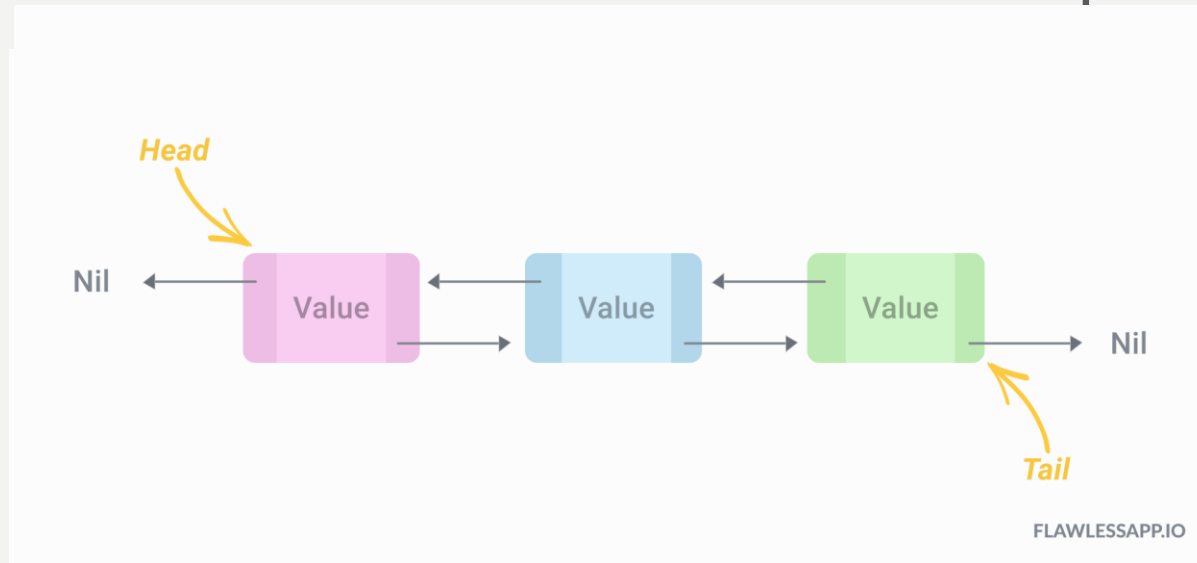 Head
Nil
Value
Value
Value
Nil
Tail
FLAWLESSAPP.IO